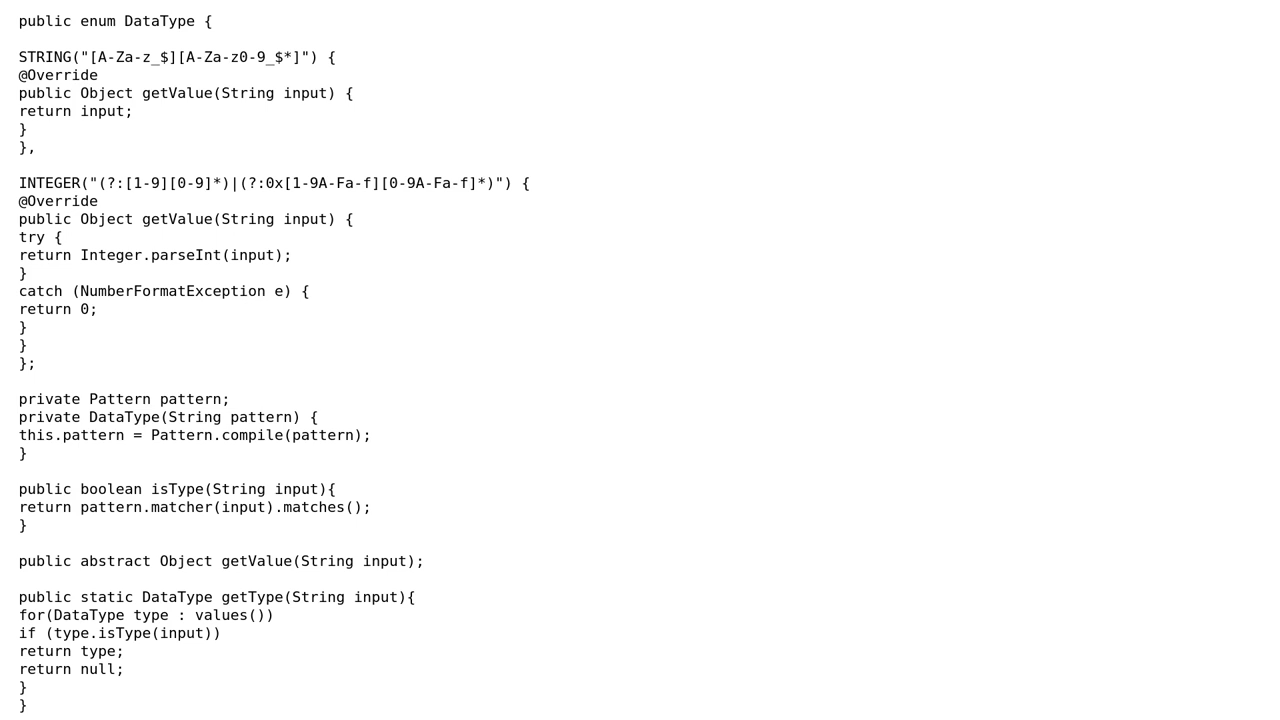 public enum DataType {
STRING("[A-Za-z_$][A-Za-z0-9_$*]") {
@Override
public Object getValue(String input) {
return input;
}
},
INTEGER("(?:[1-9][0-9]*)|(?:0x[1-9A-Fa-f][0-9A-Fa-f]*)") {
@Override
public Object getValue(String input) {
try {
return Integer.parseInt(input);
}
catch (NumberFormatException e) {
return 0;
}
}
};
private Pattern pattern;
private DataType(String pattern) {
this.pattern = Pattern.compile(pattern);
}
public boolean isType(String input){
return pattern.matcher(input).matches();
}
public abstract Object getValue(String input);
public static DataType getType(String input){
for(DataType type : values())
if (type.isType(input))
return type;
return null;
}
}